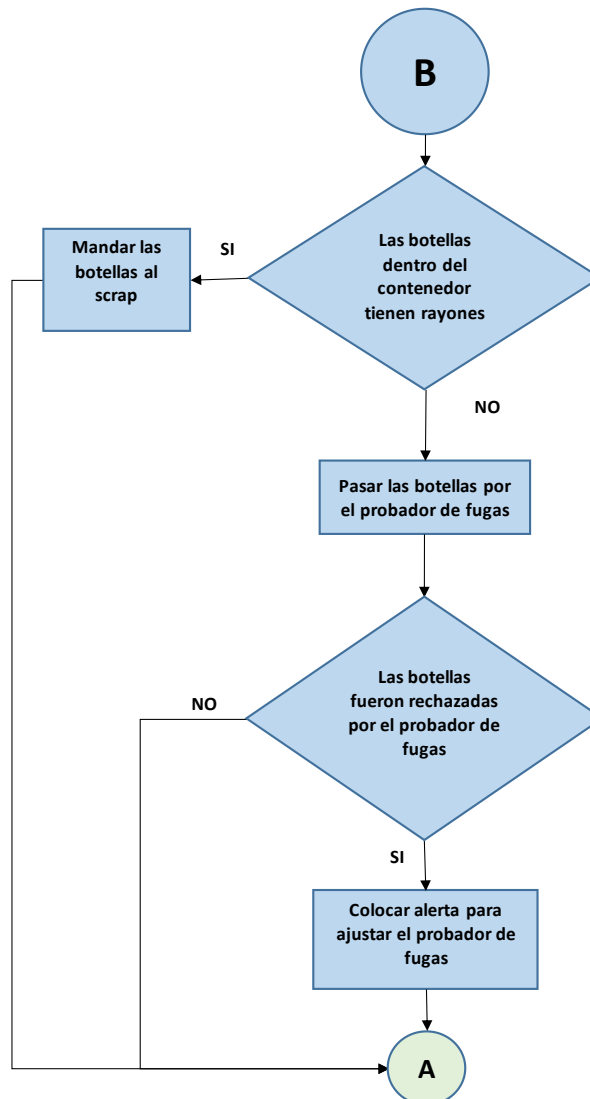 B
Las botellas
dentro del
contenedor
tienen rayones
SI
Mandar las
botellas al
scrap
NO
Pasar las botellas por
el probador de fugas
Las botellas
fueron rechazadas
por el probador de
fugas
NO
SI
Colocar alerta para
ajustar el probador de
fugas
A